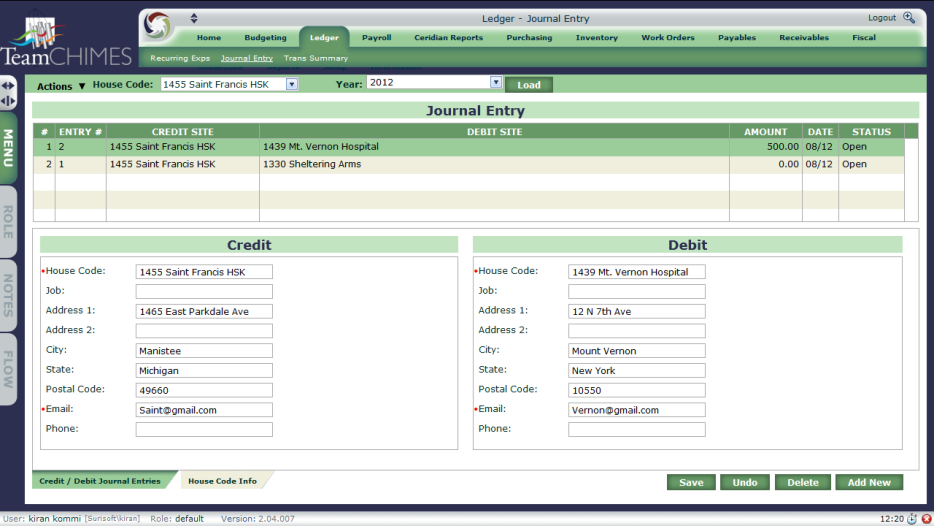 Ledger - Journal Entry
Logout
TeamCHIMES
Home Budgeting Ledger Payroll Ceridian Reports Purchasing Inventory Work Orders Payables Receivables Fiscal
Recurring Exps Journal Entry Trans Summary
Actions ▼ House Code: 1455 Saint Francis HSK Year: 2012 Load
MENU
ROLE
NOTES
FLOW
Journal Entry
# ENTRY # CREDIT SITE DEBIT SITE AMOUNT DATE STATUS
1 2 1455 Saint Francis HSK 1439 Mt. Vernon Hospital 500.00 08/12 Open
2 1 1455 Saint Francis HSK 1330 Sheltering Arms 0.00 08/12 Open
Credit
•House Code: 1455 Saint Francis HSK
Job:
Address 1: 1465 East Parkdale Ave
Address 2:
City: Manistee
State: Michigan
Postal Code: 49660
•Email: Saint@gmail.com
Phone:
Debit
•House Code: 1439 Mt. Vernon Hospital
Job:
Address 1: 12 N 7th Ave
Address 2:
City: Mount Vernon
State: New York
Postal Code: 10550
•Email: Vernon@gmail.com
Phone:
Credit / Debit Journal Entries House Code Info
Save Undo Delete Add New
User: kiran kommi [Surisoft\kiran] Role: default Version: 2.04.007 12:20